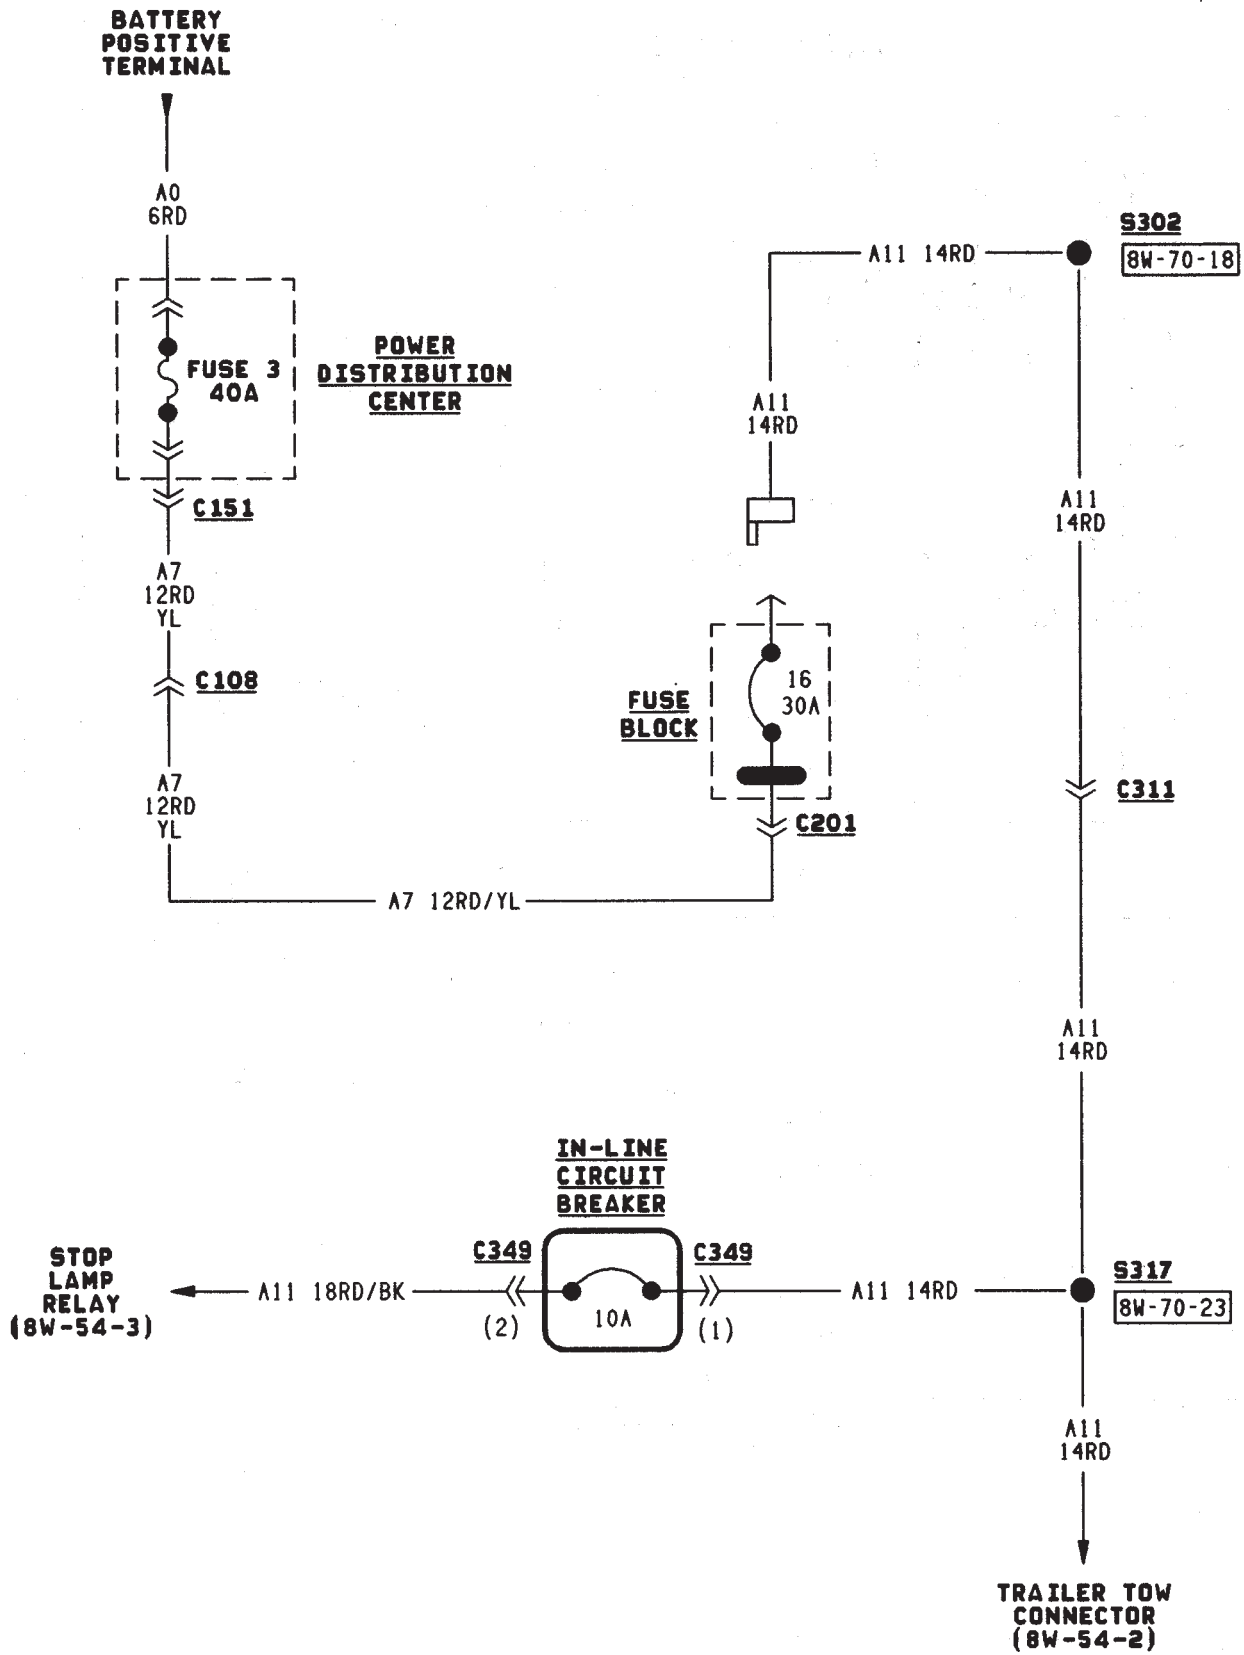 BATTERY
POSITIVE
TERMINAL
A0
6RD
FUSE 3
40A
POWER
DISTRIBUTION
CENTER
C151
A7
12RD
YL
C108
A7
12RD
YL
A7 12RD/YL
S302
8W-70-18
A11 14RD
A11
14RD
A11
14RD
FUSE
BLOCK
16
30A
C201
C311
A11
14RD
IN-LINE
CIRCUIT
BREAKER
C349
C349
10A
(2)
(1)
STOP
LAMP
RELAY
(8W-54-3)
A11 18RD/BK
A11 14RD
S317
8W-70-23
A11
14RD
TRAILER TOW
CONNECTOR
(8W-54-2)